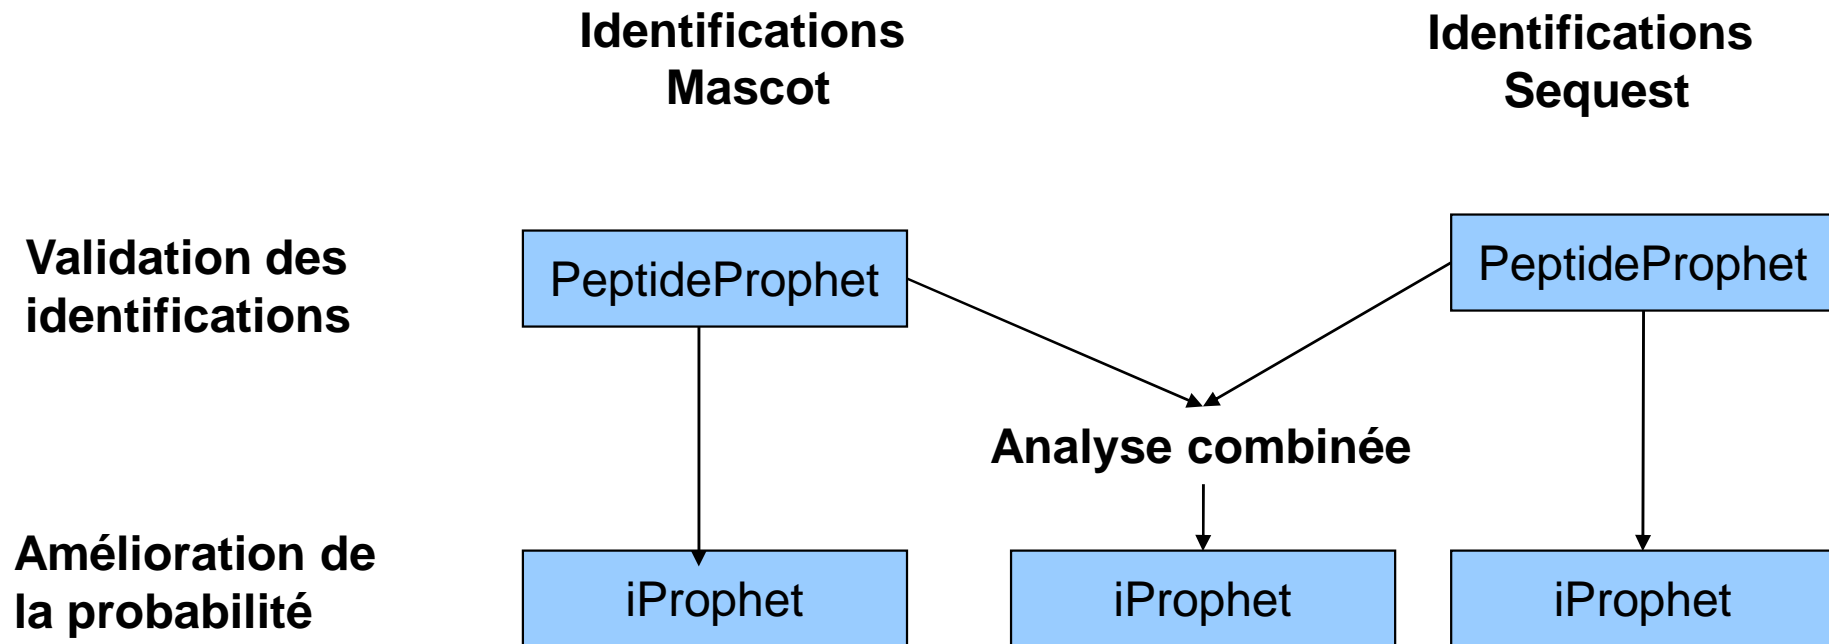 Identifications
Mascot
Identifications
Sequest
Validation des
identifications
PeptideProphet
PeptideProphet
Analyse combinée
Amélioration de
la probabilité
iProphet
iProphet
iProphet